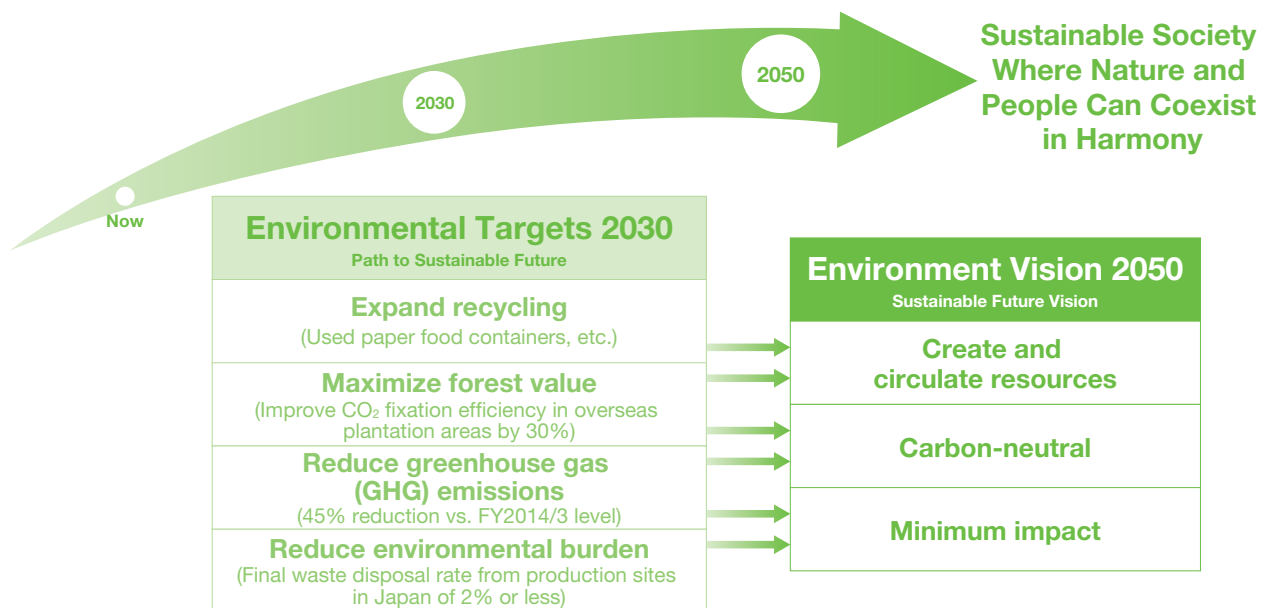 Sustainable Society
Where Nature and
People Can Coexist
in Harmony
2050
2030
Now
Environmental Targets 2030
Path to Sustainable Future
Expand recycling
(Used paper food containers, etc.)
Maximize forest value
(Improve CO₂ fixation efficiency in overseas
plantation areas by 30%)
Reduce greenhouse gas
(GHG) emissions
(45% reduction vs. FY2014/3 level)
Reduce environmental burden
(Final waste disposal rate from production sites
in Japan of 2% or less)
Environment Vision 2050
Sustainable Future Vision
Create and
circulate resources
Carbon-neutral
Minimum impact